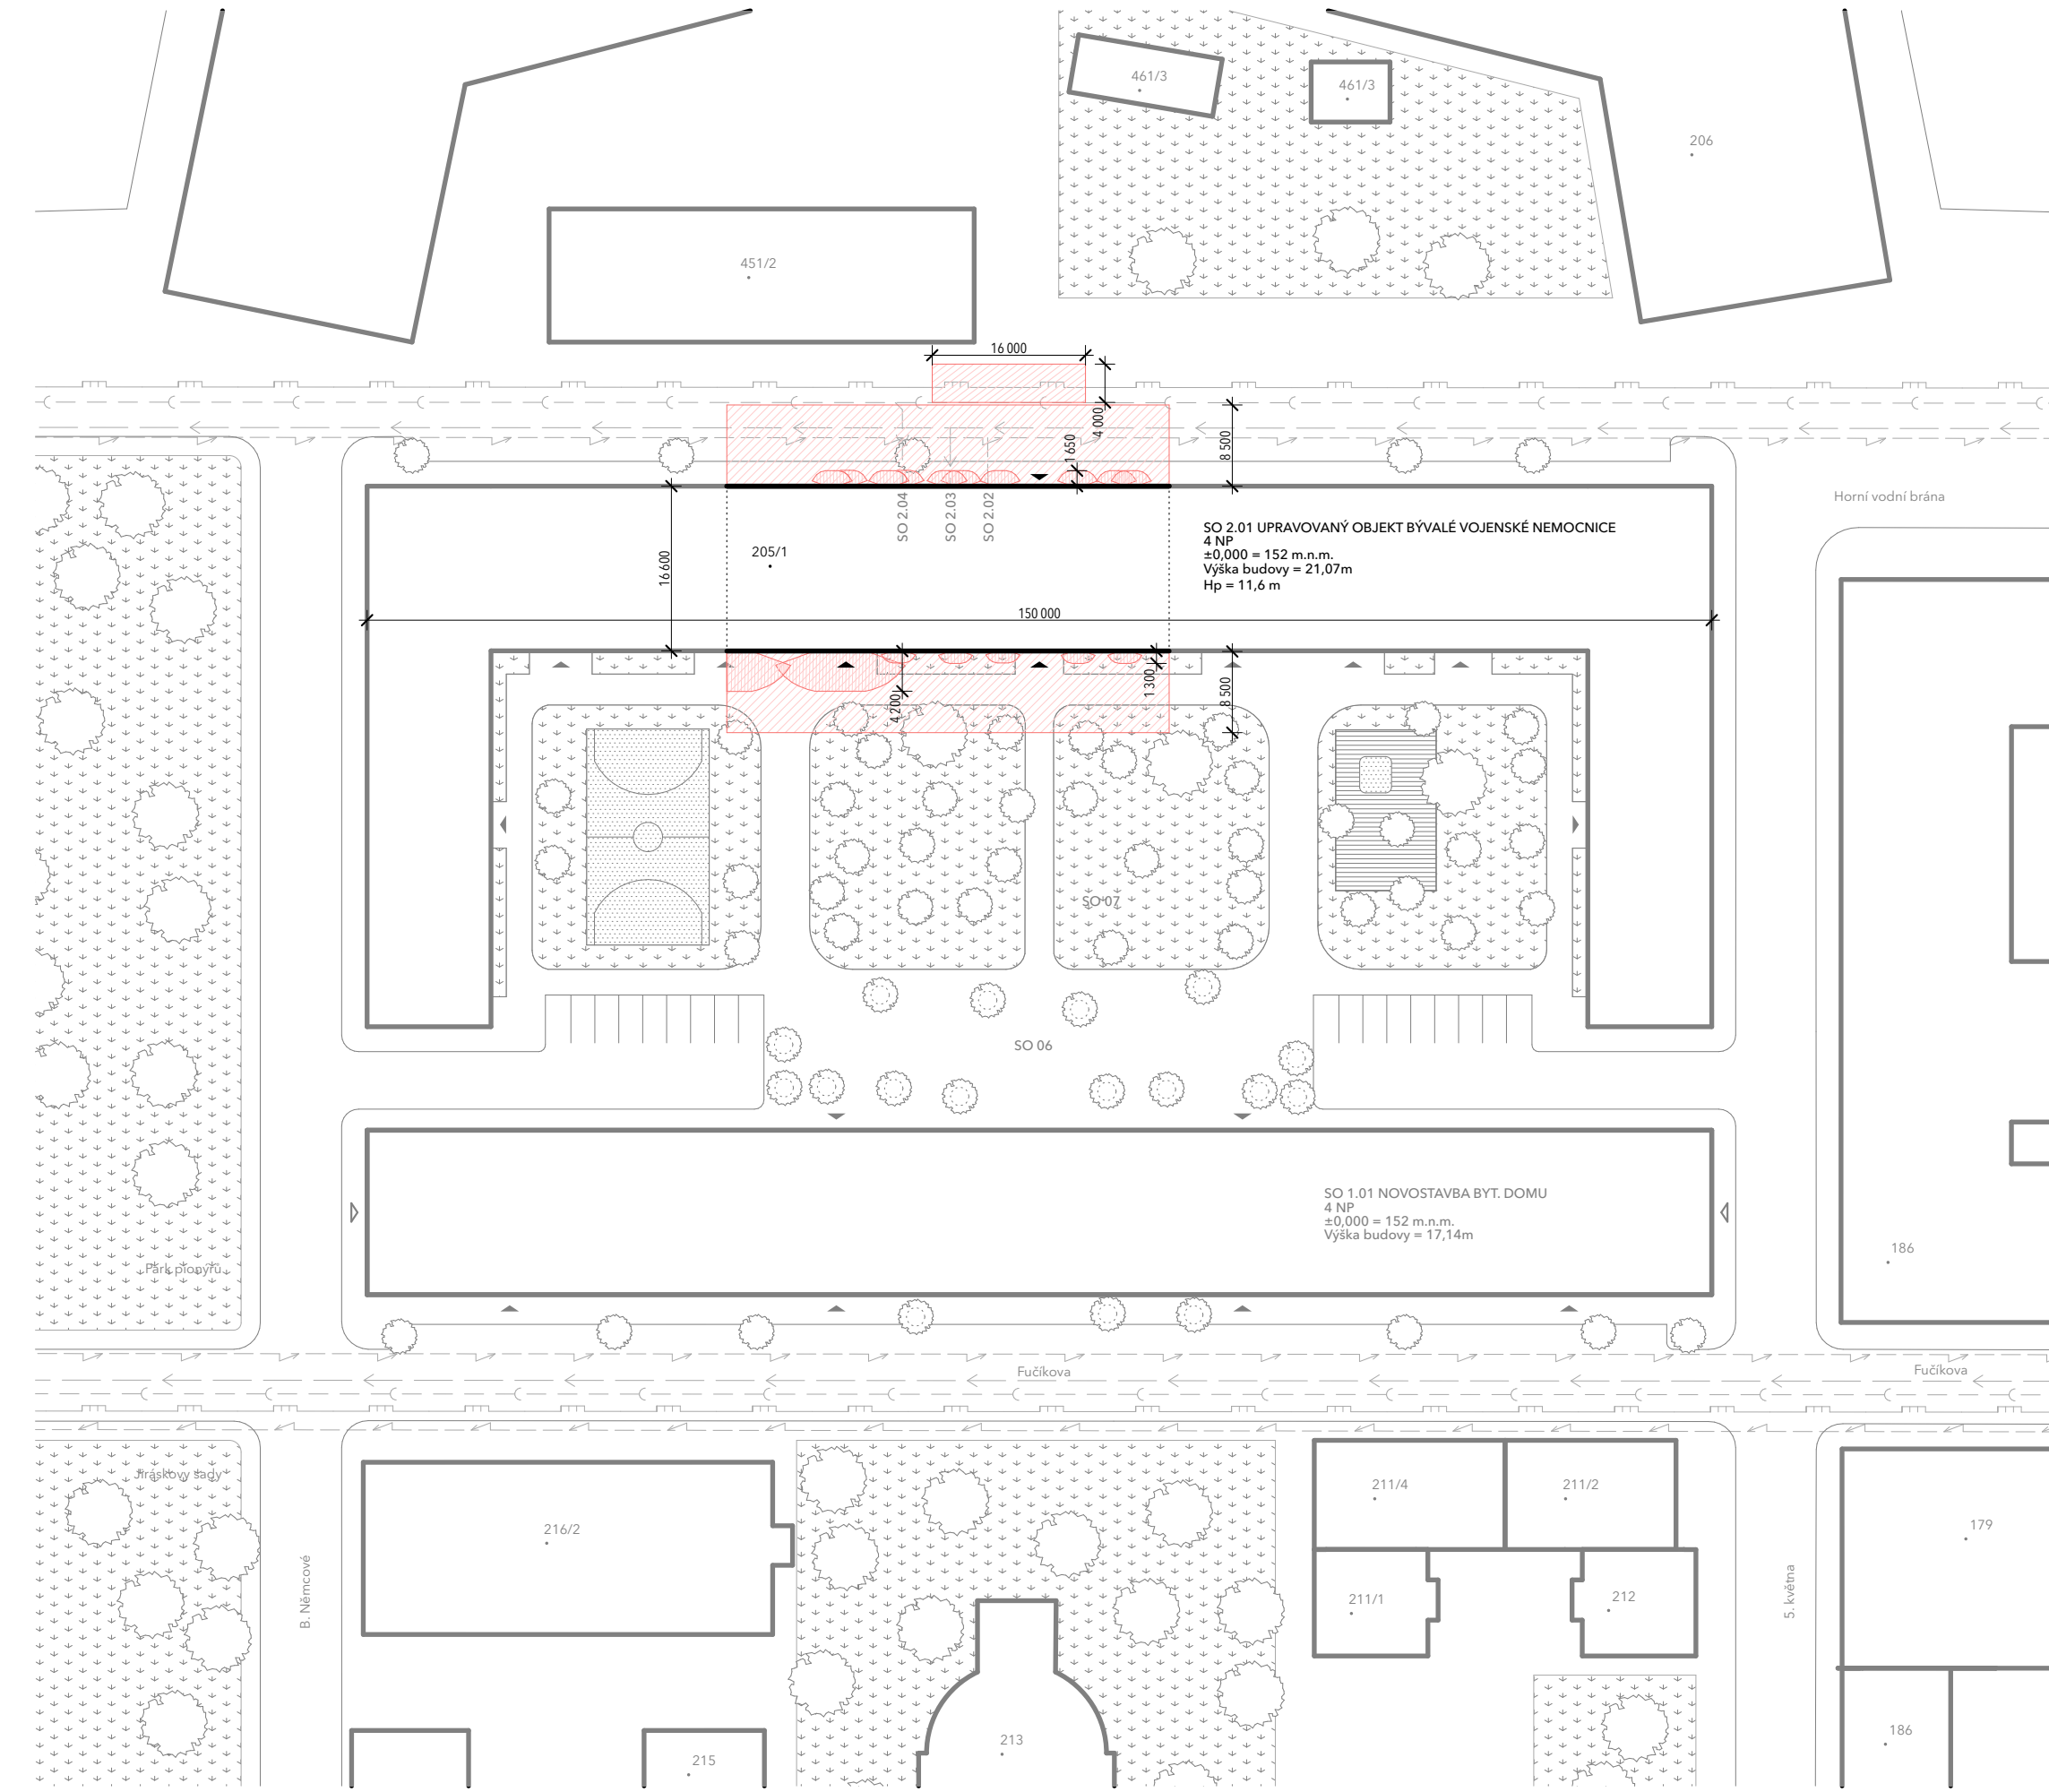 461/3
461/3
206
451/2
16 000
4 000
1 650
8 500
Horní vodní brána
SO 2.04
SO 2.03
SO 2.02
SO 2.01 UPRAVOVANÝ OBJEKT BÝVALÉ VOJENSKÉ NEMOCNICE
4 NP
±0,000 = 152 m.n.m.
Výška budovy = 21,07m
Hp = 11,6 m
205/1
16 600
150 000
1 300
4 200
8 500
SO 07
SO 06
SO 1.01 NOVOSTAVBA BYT. DOMU
4 NP
±0,000 = 152 m.n.m.
Výška budovy = 17,14m
186
Park pionýrů
Fučíkova
Fučíkova
Jiráskovy sady
211/4
211/2
216/2
179
B. Němcové
5. května
211/1
212
213
215
186